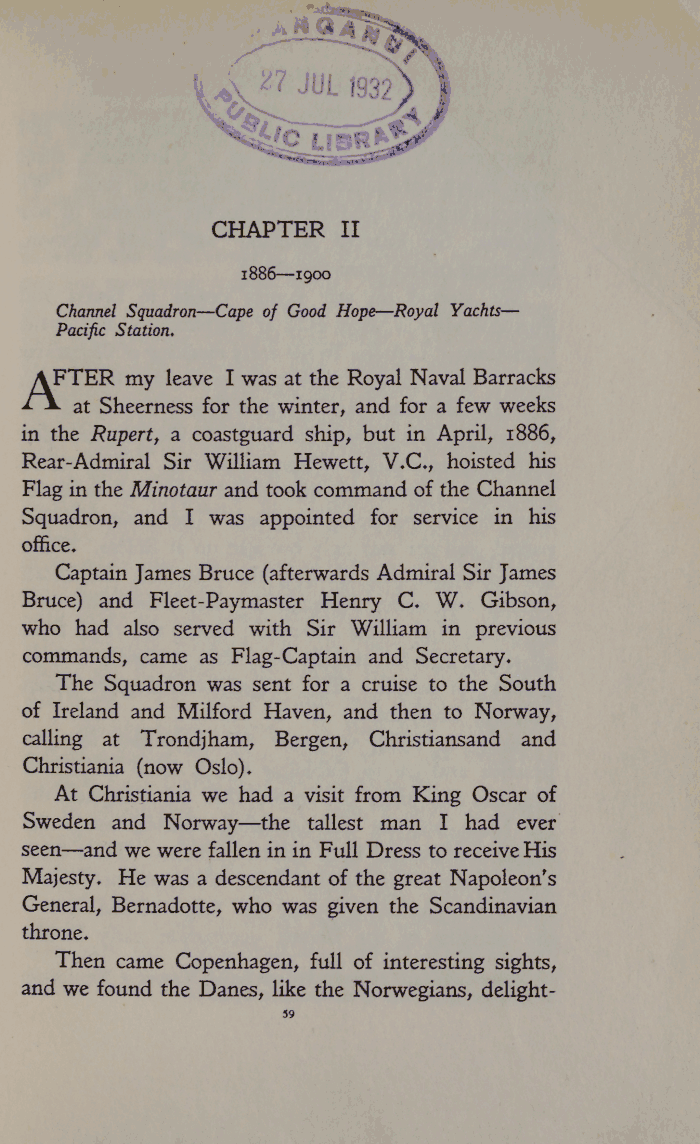 27 JUL 1932
PUBLIC LIBRARY
CHAPTER II
1886—1900
Channel Squadron—Cape of Good Hope—Royal Yachts—
Pacific Station.
AFTER my leave I was at the Royal Naval Barracks
at Sheerness for the winter, and for a few weeks
in the Rupert, a coastguard ship, but in April, 1886,
Rear-Admiral Sir William Hewett, V.C., hoisted his
Flag in the Minotaur and took command of the Channel
Squadron, and I was appointed for service in his
office.
Captain James Bruce (afterwards Admiral Sir James
Bruce) and Fleet-Paymaster Henry C. W. Gibson,
who had also served with Sir William in previous
commands, came as Flag-Captain and Secretary.
The Squadron was sent for a cruise to the South
of Ireland and Milford Haven, and then to Norway,
calling at Trondjham, Bergen, Christiansand and
Christiania (now Oslo).
At Christiania we had a visit from King Oscar of
Sweden and Norway—the tallest man I had ever
seen—and we were fallen in in Full Dress to receive His
Majesty. He was a descendant of the great Napoleon's
General, Bernadotte, who was given the Scandinavian
throne.
Then came Copenhagen, full of interesting sights,
and we found the Danes, like the Norwegians, delight-
59